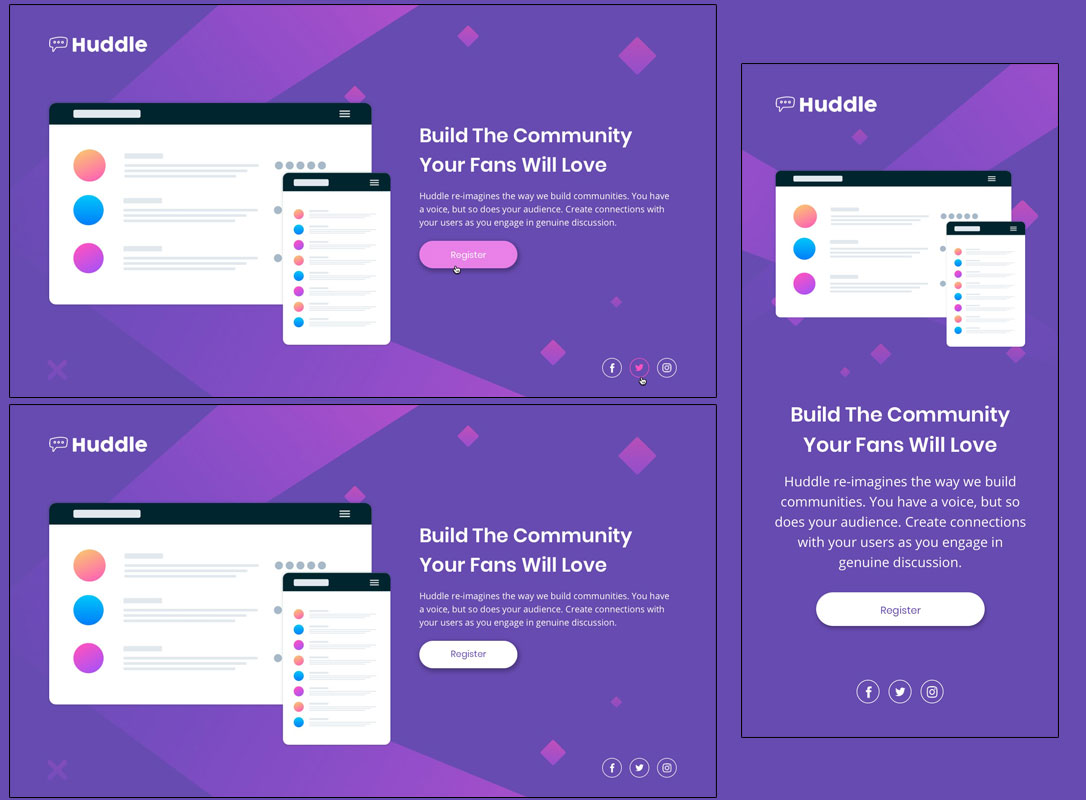 Huddle
Build The Community
Your Fans Will Love
Huddle re-imagines the way we build communities. You have
a voice, but so does your audience. Create connections with
your users as you engage in genuine discussion.
Register
Huddle
Build The Community
Your Fans Will Love
Huddle re-imagines the way we build communities. You have
a voice, but so does your audience. Create connections with
your users as you engage in genuine discussion.
Register
Huddle
Build The Community
Your Fans Will Love
Huddle re-imagines the way we build
communities. You have a voice, but so
does your audience. Create connections
with your users as you engage in
genuine discussion.
Register